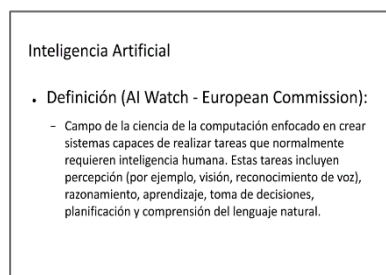 Inteligencia Artificial
• Definición (AI Watch - European Commission):
– Campo de la ciencia de la computación enfocado en crear
sistemas capaces de realizar tareas que normalmente
requieren inteligencia humana. Estas tareas incluyen
percepción (por ejemplo, visión, reconocimiento de voz),
razonamiento, aprendizaje, toma de decisiones,
planificación y comprensión del lenguaje natural.